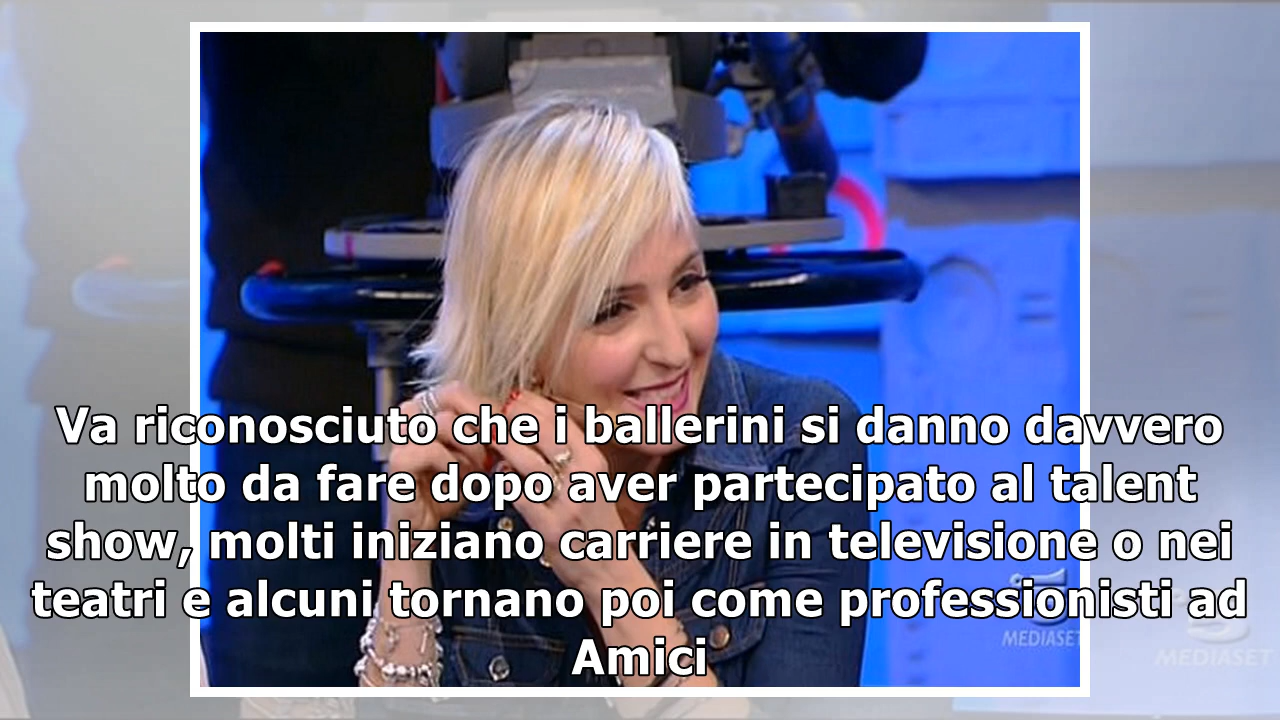 Va riconosciuto che i ballerini si danno davvero
molto da fare dopo aver partecipato al talent
show, molti iniziano carriere in televisione o nei
teatri e alcuni tornano poi come professionisti ad
Amici
MEDIASET
MEDIASET